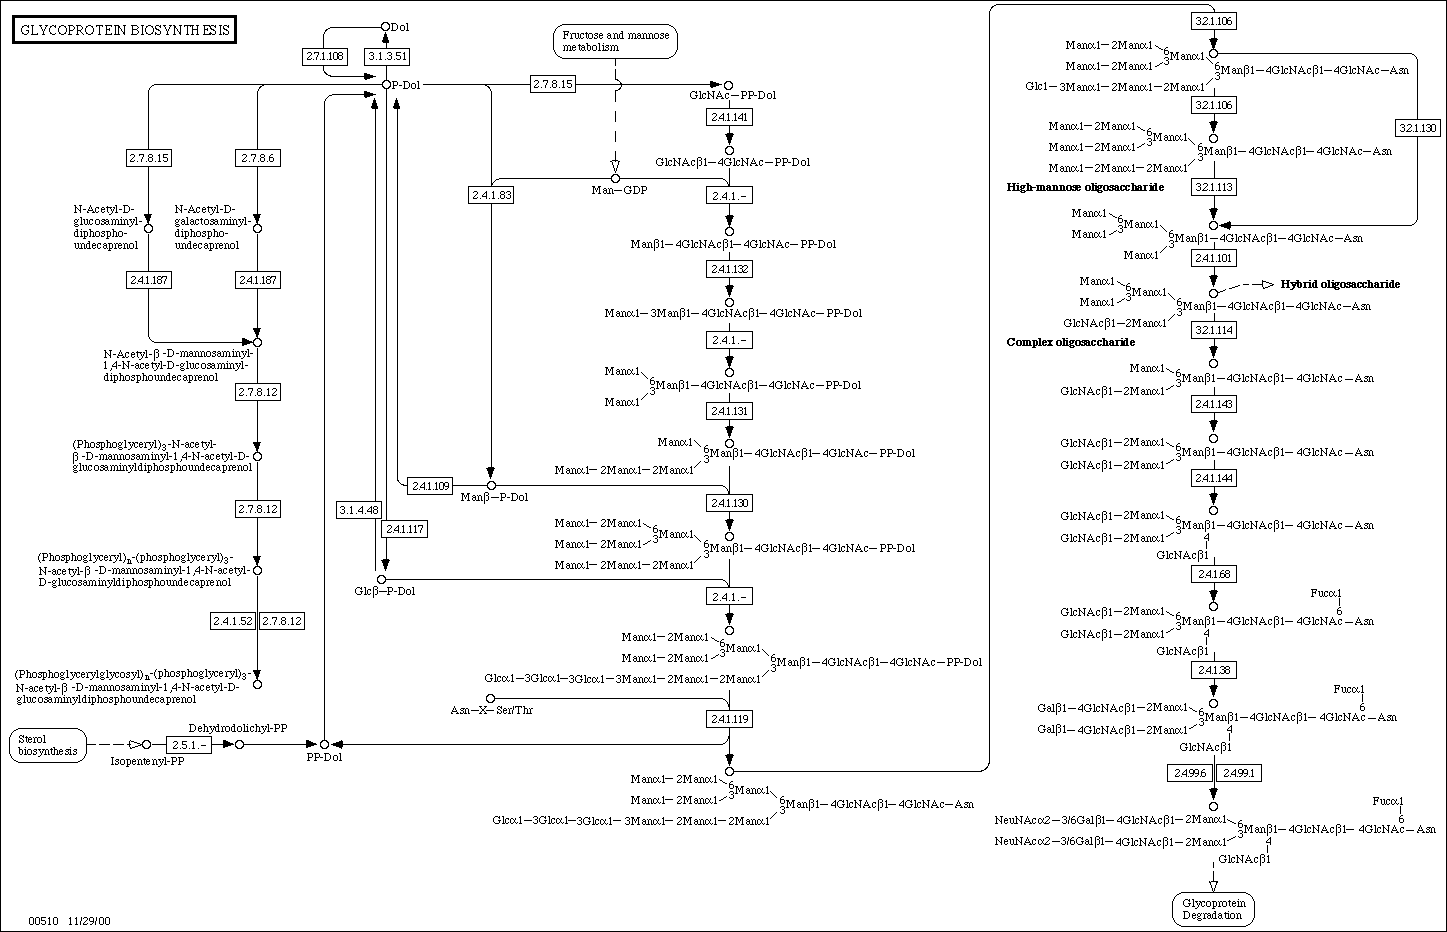 GLYCOPROTEIN BIOSYNTHESIS
Dol
2.7.1.108
3.1.3.51
P-Dol
Fructose and mannose
metabolism
2.7.8.15
GlcNAc—PP-Dol
2.4.1.141
GlcNAcβ1—4GlcNAc—PP-Dol
2.7.8.15
2.7.8.6
2.4.1.83
Man—GDP
2.4.1.-
N-Acetyl-D-
glucosaminyl-
diphospho-
undecaprenol
N-Acetyl-D-
galactosaminyl-
diphospho-
undecaprenol
Manβ1—4GlcNAcβ1—4GlcNAc—PP-Dol
2.4.1.187
2.4.1.187
2.4.1.132
Manα1—3Manβ1—4GlcNAcβ1—4GlcNAc—PP-Dol
2.4.1.-
N-Acetyl-β-D-mannosaminyl-
1,4-N-acetyl-D-glucosaminyl-
diphosphoundecaprenol
Manα1
6
3
Manβ1—4GlcNAcβ1—4GlcNAc—PP-Dol
Manα1
2.7.8.12
2.4.1.131
(Phosphoglyceryl)3-N-acetyl-
β-D-mannosaminyl-1,4-N-acetyl-D-
glucosaminyldiphosphoundecaprenol
Manα1
6
3
Manβ1—4GlcNAcβ1—4GlcNAc—PP-Dol
Manα1—2Manα1—2Manα1
2.4.1.109
Manβ—P-Dol
2.4.1.130
2.7.8.12
3.1.4.48
2.4.1.117
Manα1—2Manα1
6
3
Manα1
Manα1—2Manα1
6
3
Manβ1—4GlcNAcβ1—4GlcNAc—PP-Dol
Manα1—2Manα1—2Manα1
(Phosphoglyceryl)n-(phosphoglyceryl)3-
N-acetyl-β-D-mannosaminyl-1,4-N-acetyl-
D-glucosaminyldiphosphoundecaprenol
Glcβ—P-Dol
2.4.1.-
2.4.1.52
2.7.8.12
Manα1—2Manα1
6
3
Manα1
Manα1—2Manα1
6
3
Manβ1—4GlcNAcβ1—4GlcNAc—PP-Dol
Glcα1—3Glcα1—3Glcα1—3Manα1—2Manα1—2Manα1
(Phosphoglycerylglycosyl)n-(phosphoglyceryl)3-
N-acetyl-β-D-mannosaminyl-1,4-N-acetyl-D-
glucosaminyldiphosphoundecaprenol
Asn—X—Ser/Thr
2.4.1.119
Sterol
biosynthesis
Isopentenyl-PP
2.5.1.-
Dehydrodolichyl-PP
PP-Dol
Manα1—2Manα1
6
3
Manα1
Manα1—2Manα1
6
3
Manβ1—4GlcNAcβ1—4GlcNAc—Asn
Glcα1—3Glcα1—3Glcα1—3Manα1—2Manα1—2Manα1
3.2.1.106
Manα1—2Manα1
6
3
Manα1
Manα1—2Manα1
6
3
Manβ1—4GlcNAcβ1—4GlcNAc—Asn
Glc1—3Manα1—2Manα1—2Manα1
3.2.1.106
3.2.1.130
Manα1—2Manα1
6
3
Manα1
Manα1—2Manα1
6
3
Manβ1—4GlcNAcβ1—4GlcNAc—Asn
Manα1—2Manα1—2Manα1
High-mannose oligosaccharide
3.2.1.113
Manα1
6
3
Manα1
Manα1
6
3
Manβ1—4GlcNAcβ1—4GlcNAc—Asn
Manα1
2.4.1.101
Hybrid oligosaccharide
Manα1
6
3
Manα1
Manα1
6
3
Manβ1—4GlcNAcβ1—4GlcNAc—Asn
GlcNAcβ1—2Manα1
3.2.1.114
Complex oligosaccharide
Manα1
6
3
Manβ1—4GlcNAcβ1—4GlcNAc—Asn
GlcNAcβ1—2Manα1
2.4.1.143
GlcNAcβ1—2Manα1
6
3
Manβ1—4GlcNAcβ1—4GlcNAc—Asn
GlcNAcβ1—2Manα1
2.4.1.144
GlcNAcβ1—2Manα1
6
3
Manβ1—4GlcNAcβ1—4GlcNAc—Asn
GlcNAcβ1—2Manα1
4
GlcNAcβ1
2.4.1.68
Fucα1
6
GlcNAcβ1—2Manα1
6
3
Manβ1—4GlcNAcβ1—4GlcNAc—Asn
GlcNAcβ1—2Manα1
4
GlcNAcβ1
2.4.1.38
Fucα1
6
Galβ1—4GlcNAcβ1—2Manα1
6
3
Manβ1—4GlcNAcβ1—4GlcNAc—Asn
Galβ1—4GlcNAcβ1—2Manα1
4
GlcNAcβ1
2.4.99.6
2.4.99.1
Fucα1
6
NeuNAcα2—3/6Galβ1—4GlcNAcβ1—2Manα1
6
3
Manβ1—4GlcNAcβ1—4GlcNAc—Asn
NeuNAcα2—3/6Galβ1—4GlcNAcβ1—2Manα1
4
GlcNAcβ1
Glycoprotein
Degradation
00510 11/29/00